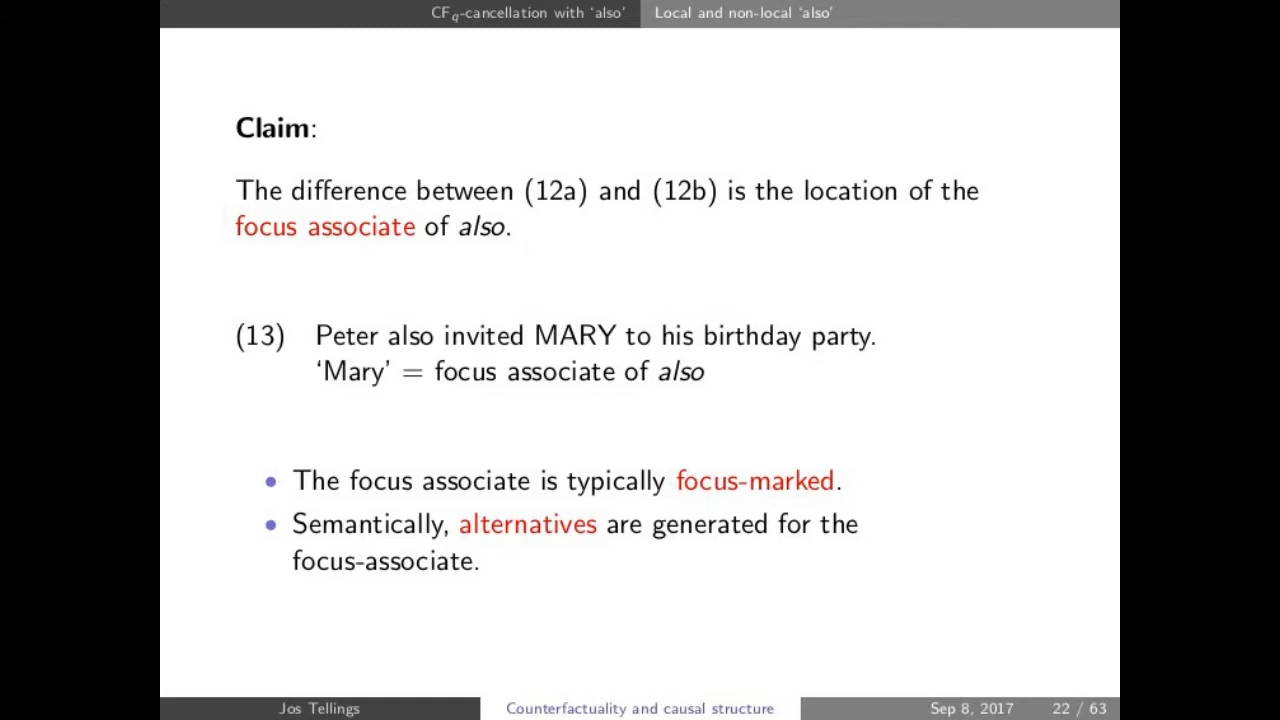 CFq-cancellation with ‘also’ Local and non-local ‘also’
Claim:
The difference between (12a) and (12b) is the location of the
focus associate of also.
(13) Peter also invited MARY to his birthday party.
‘Mary’ = focus associate of also
• The focus associate is typically focus-marked.
• Semantically, alternatives are generated for the
focus-associate.
Jos Tellings Counterfactuality and causal structure Sep 8, 2017 22 / 63